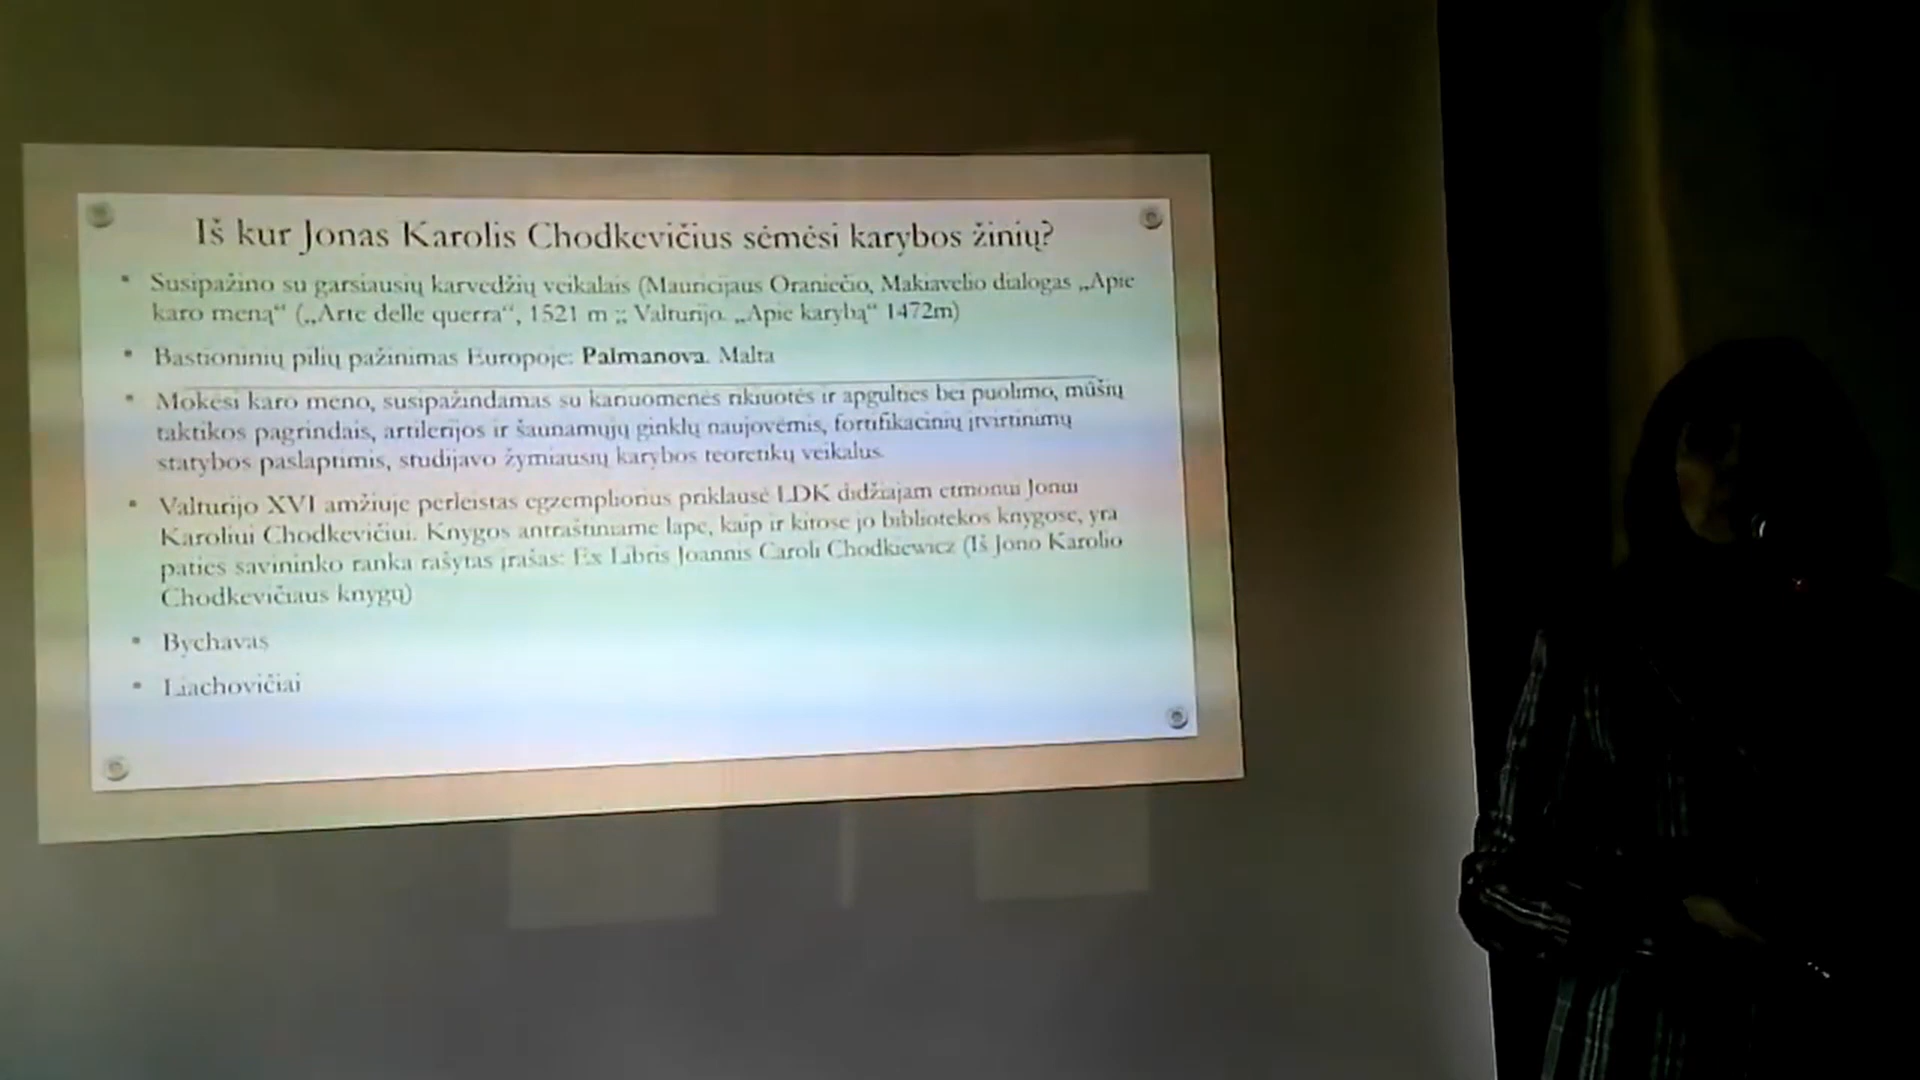 Iš kur Jonas Karolis Chodkevičius sėmėsi karybos žinių?
Susipažino su garsiausių karvedžių veikalais (Mauricijaus Oraniečio, Makiavelio dialogas „Apie
karo meną“ („Arte delle querra“, 1521 m ;; Valturijo. „Apie karybą“ 1472m)
Bastioninių pilių pažinimas Europoje: Palmanova. Malta
Mokėsi karo meno, susipažindamas su kariuomenės rikiuotės ir apgulties bei puolimo, mūšių
taktikos pagrindais, artilerijos ir šaunamųjų ginklų naujovėmis, fortifikacinių įtvirtinimų
statybos paslaptimis, studijavo žymiausių karybos teoretikų veikalus.
Valturijo XVI amžiuje perleistas egzempliorius priklausė LDK didžiajam etmonui Jonui
Karoliui Chodkevičiui. Knygos antraštiniame lape, kaip ir kitose jo bibliotekos knygose, yra
paties savininko ranka rašytas įrašas: Ex Libris Joannis Caroli Chodkiewicz (Iš Jono Karolio
Chodkevičiaus knygų)
Bychavas
Liachovičiai